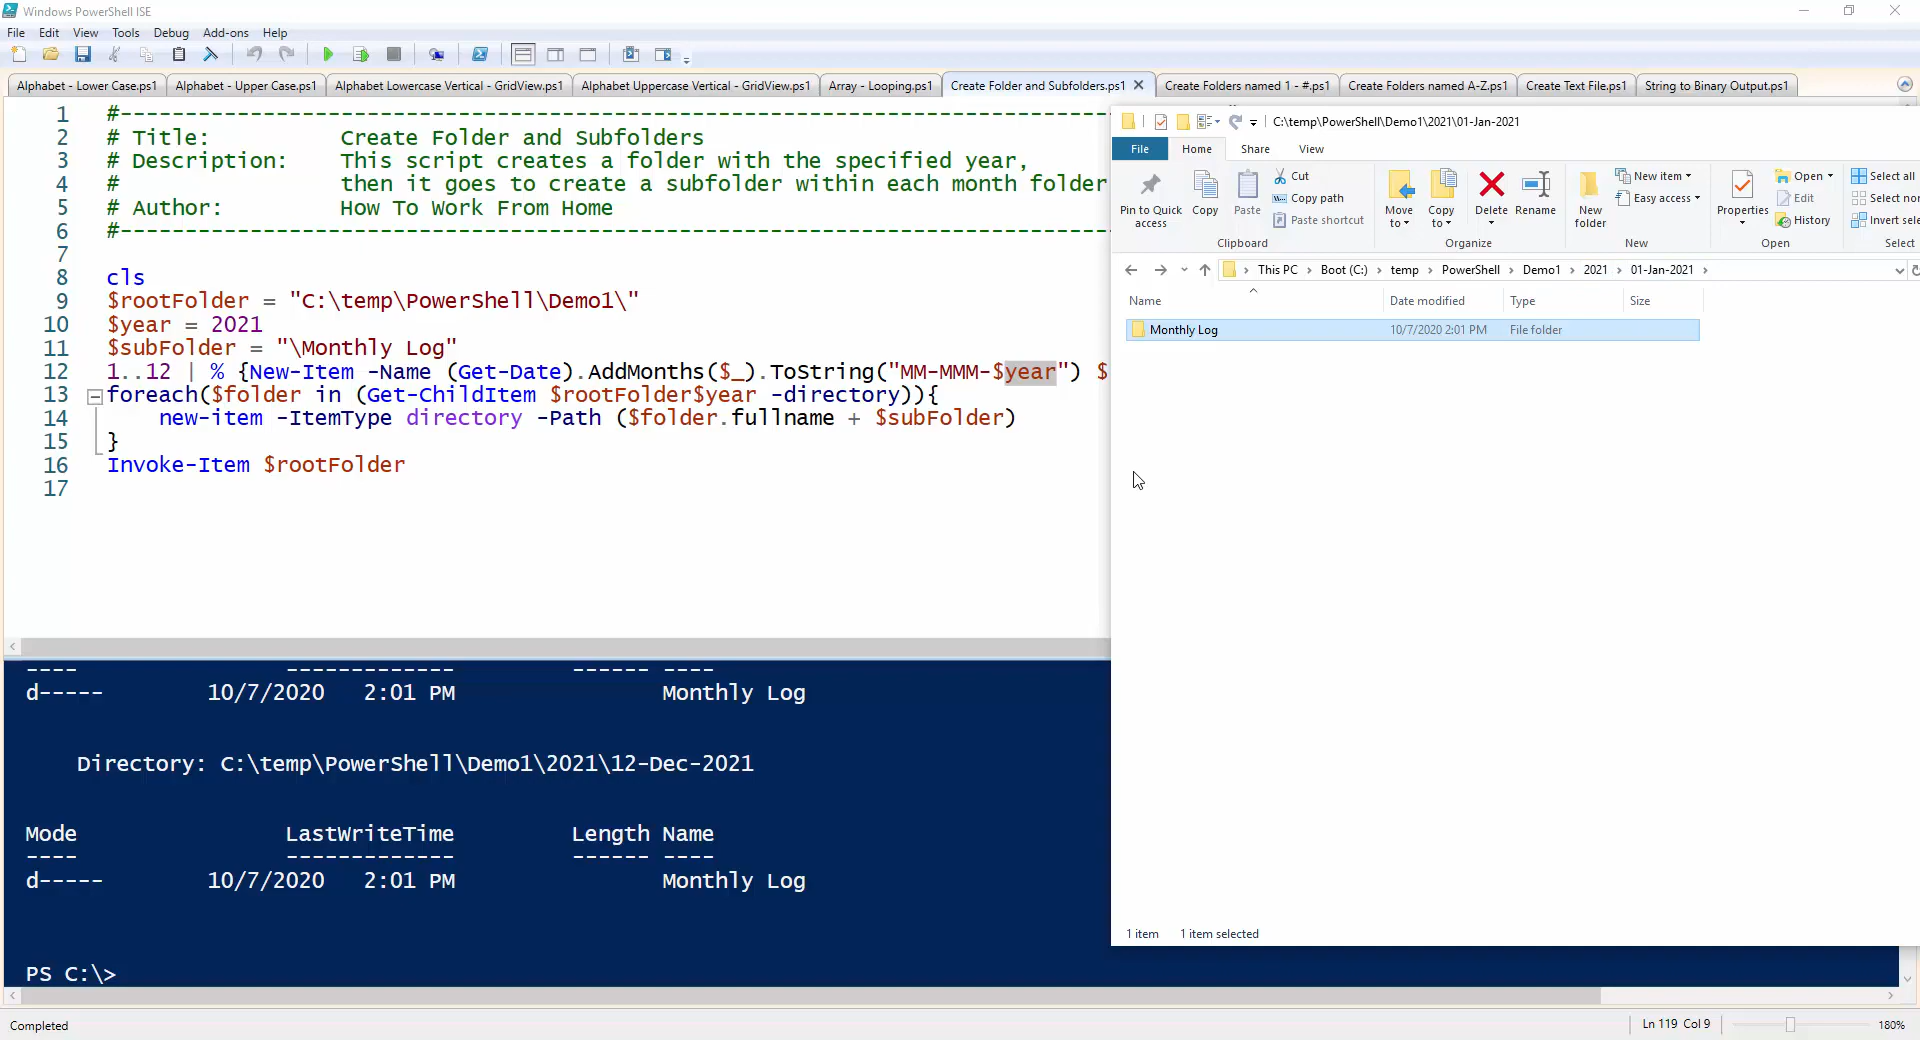 Windows PowerShell ISE
File Edit View Tools Debug Add-ons Help
Alphabet - Lower Case.ps1 Alphabet - Upper Case.ps1 Alphabet Lowercase Vertical - GridView.ps1 Alphabet Uppercase Vertical - GridView.ps1 Array - Looping.ps1 Create Folder and Subfolders.ps1 Create Folders named 1 - #.ps1 Create Folders named A-Z.ps1 Create Text File.ps1 String to Binary Output.ps1
1 #--------------------------------------------------------------------------------
2 # Title: Create Folder and Subfolders
3 # Description: This script creates a folder with the specified year,
4 # then it goes to create a subfolder within each month folder
5 # Author: How To Work From Home
6 #----------------------------------------------------------------------------
7
8 cls
9 $rootFolder = "C:\temp\PowerShell\Demo1\"
10 $year = 2021
11 $subFolder = "\Monthly Log"
12 1..12 | % {New-Item -Name (Get-Date).AddMonths($_).ToString("MM-MMM-$year") $
13 foreach($folder in (Get-ChildItem $rootFolder$year -directory)){
14 new-item -ItemType directory -Path ($folder.fullname + $subFolder)
15 }
16 Invoke-Item $rootFolder
17
---- ------------- ------ ----
d----- 10/7/2020 2:01 PM Monthly Log
Directory: C:\temp\PowerShell\Demo1\2021\12-Dec-2021
Mode LastWriteTime Length Name
---- ------------- ------ ----
d----- 10/7/2020 2:01 PM Monthly Log
PS C:\>
Completed
Ln 119 Col 9 180%
C:\temp\PowerShell\Demo1\2021\01-Jan-2021
File Home Share View
Pin to Quick access
Copy
Paste
Cut
Copy path
Paste shortcut
Move to
Copy to
Delete
Rename
New folder
New item
Easy access
Properties
Open
Edit
History
Select all
Select non
Invert sele
Clipboard Organize New Open Select
This PC Boot (C:) temp PowerShell Demo1 2021 01-Jan-2021
Name Date modified Type Size
Monthly Log 10/7/2020 2:01 PM File folder
1 item 1 item selected